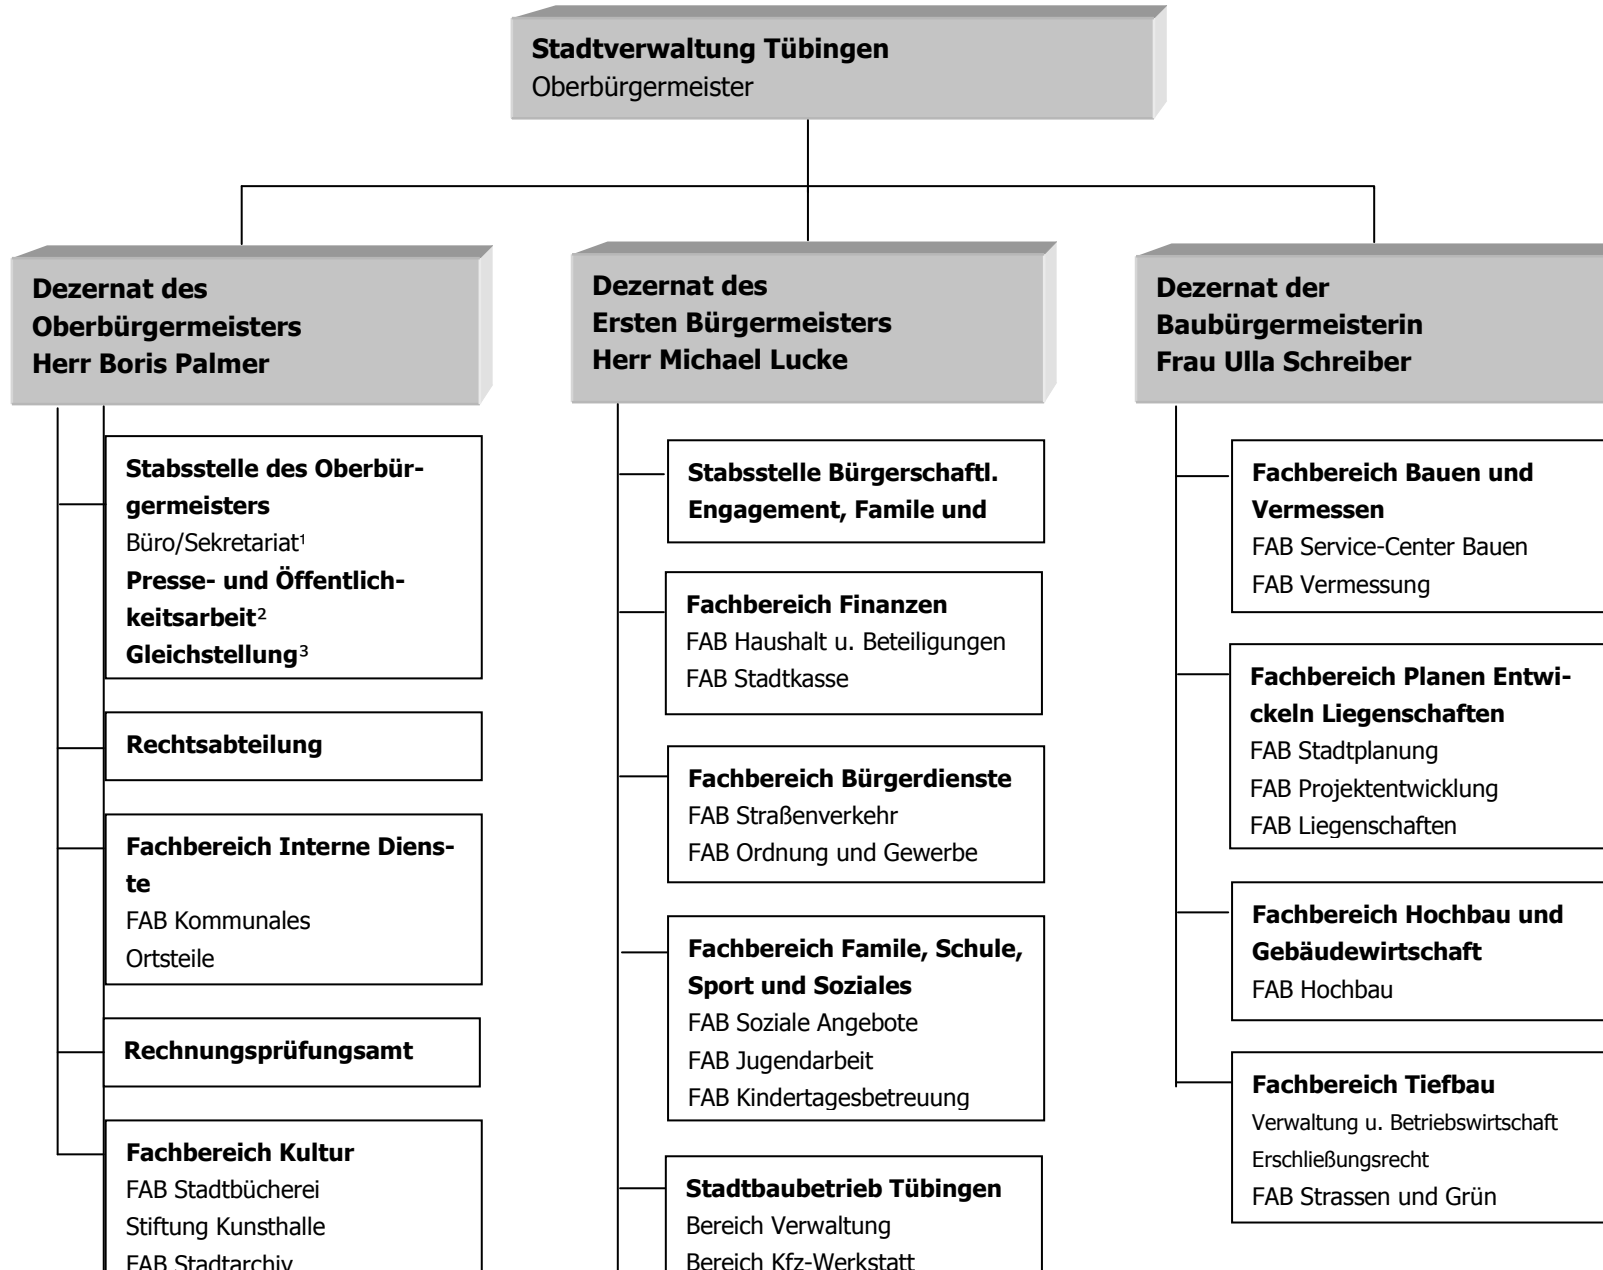 Stadtverwaltung Tübingen
Oberbürgermeister
Dezernat des
Oberbürgermeisters
Herr Boris Palmer
Stabsstelle des Oberbür-
germeisters
Büro/Sekretariat¹
Presse- und Öffentlich-
keitsarbeit²
Gleichstellung³
Rechtsabteilung
Fachbereich Interne Diens-
te
FAB Kommunales
Ortsteile
Rechnungsprüfungsamt
Fachbereich Kultur
FAB Stadtbücherei
Stiftung Kunsthalle
FAB Stadtarchiv
Dezernat des
Ersten Bürgermeisters
Herr Michael Lucke
Stabsstelle Bürgerschaftl.
Engagement, Famile und
Fachbereich Finanzen
FAB Haushalt u. Beteiligungen
FAB Stadtkasse
Fachbereich Bürgerdienste
FAB Straßenverkehr
FAB Ordnung und Gewerbe
Fachbereich Famile, Schule,
Sport und Soziales
FAB Soziale Angebote
FAB Jugendarbeit
FAB Kindertagesbetreuung
Stadtbaubetrieb Tübingen
Bereich Verwaltung
Bereich Kfz-Werkstatt
Dezernat der
Baubürgermeisterin
Frau Ulla Schreiber
Fachbereich Bauen und
Vermessen
FAB Service-Center Bauen
FAB Vermessung
Fachbereich Planen Entwi-
ckeln Liegenschaften
FAB Stadtplanung
FAB Projektentwicklung
FAB Liegenschaften
Fachbereich Hochbau und
Gebäudewirtschaft
FAB Hochbau
Fachbereich Tiefbau
Verwaltung u. Betriebswirtschaft
Erschließungsrecht
FAB Strassen und Grün